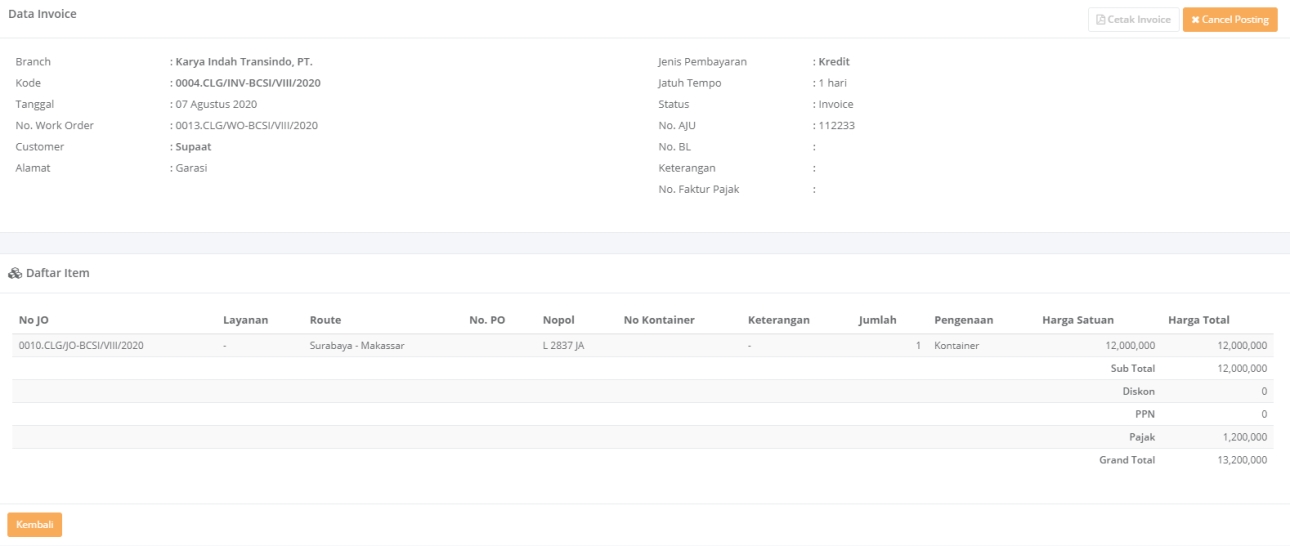 Data Invoice
Cetak Invoice
Cancel Posting
Branch : Karya Indah Transindo, PT.
Kode : 0004.CLG/INV-BCSI/VIII/2020
Tanggal : 07 Agustus 2020
No. Work Order : 0013.CLG/WO-BCSI/VIII/2020
Customer : Supaat
Alamat : Garasi
Jenis Pembayaran : Kredit
Jatuh Tempo : 1 hari
Status : Invoice
No. AJU : 112233
No. BL :
Keterangan :
No. Faktur Pajak :
Daftar Item
No JO Layanan Route No. PO Nopol No Kontainer Keterangan Jumlah Pengenaan Harga Satuan Harga Total
0010.CLG/JO-BCSI/VIII/2020 - Surabaya - Makassar L 2837 JA - 1 Kontainer 12,000,000 12,000,000
Sub Total 12,000,000
Diskon 0
PPN 0
Pajak 1,200,000
Grand Total 13,200,000
Kembali